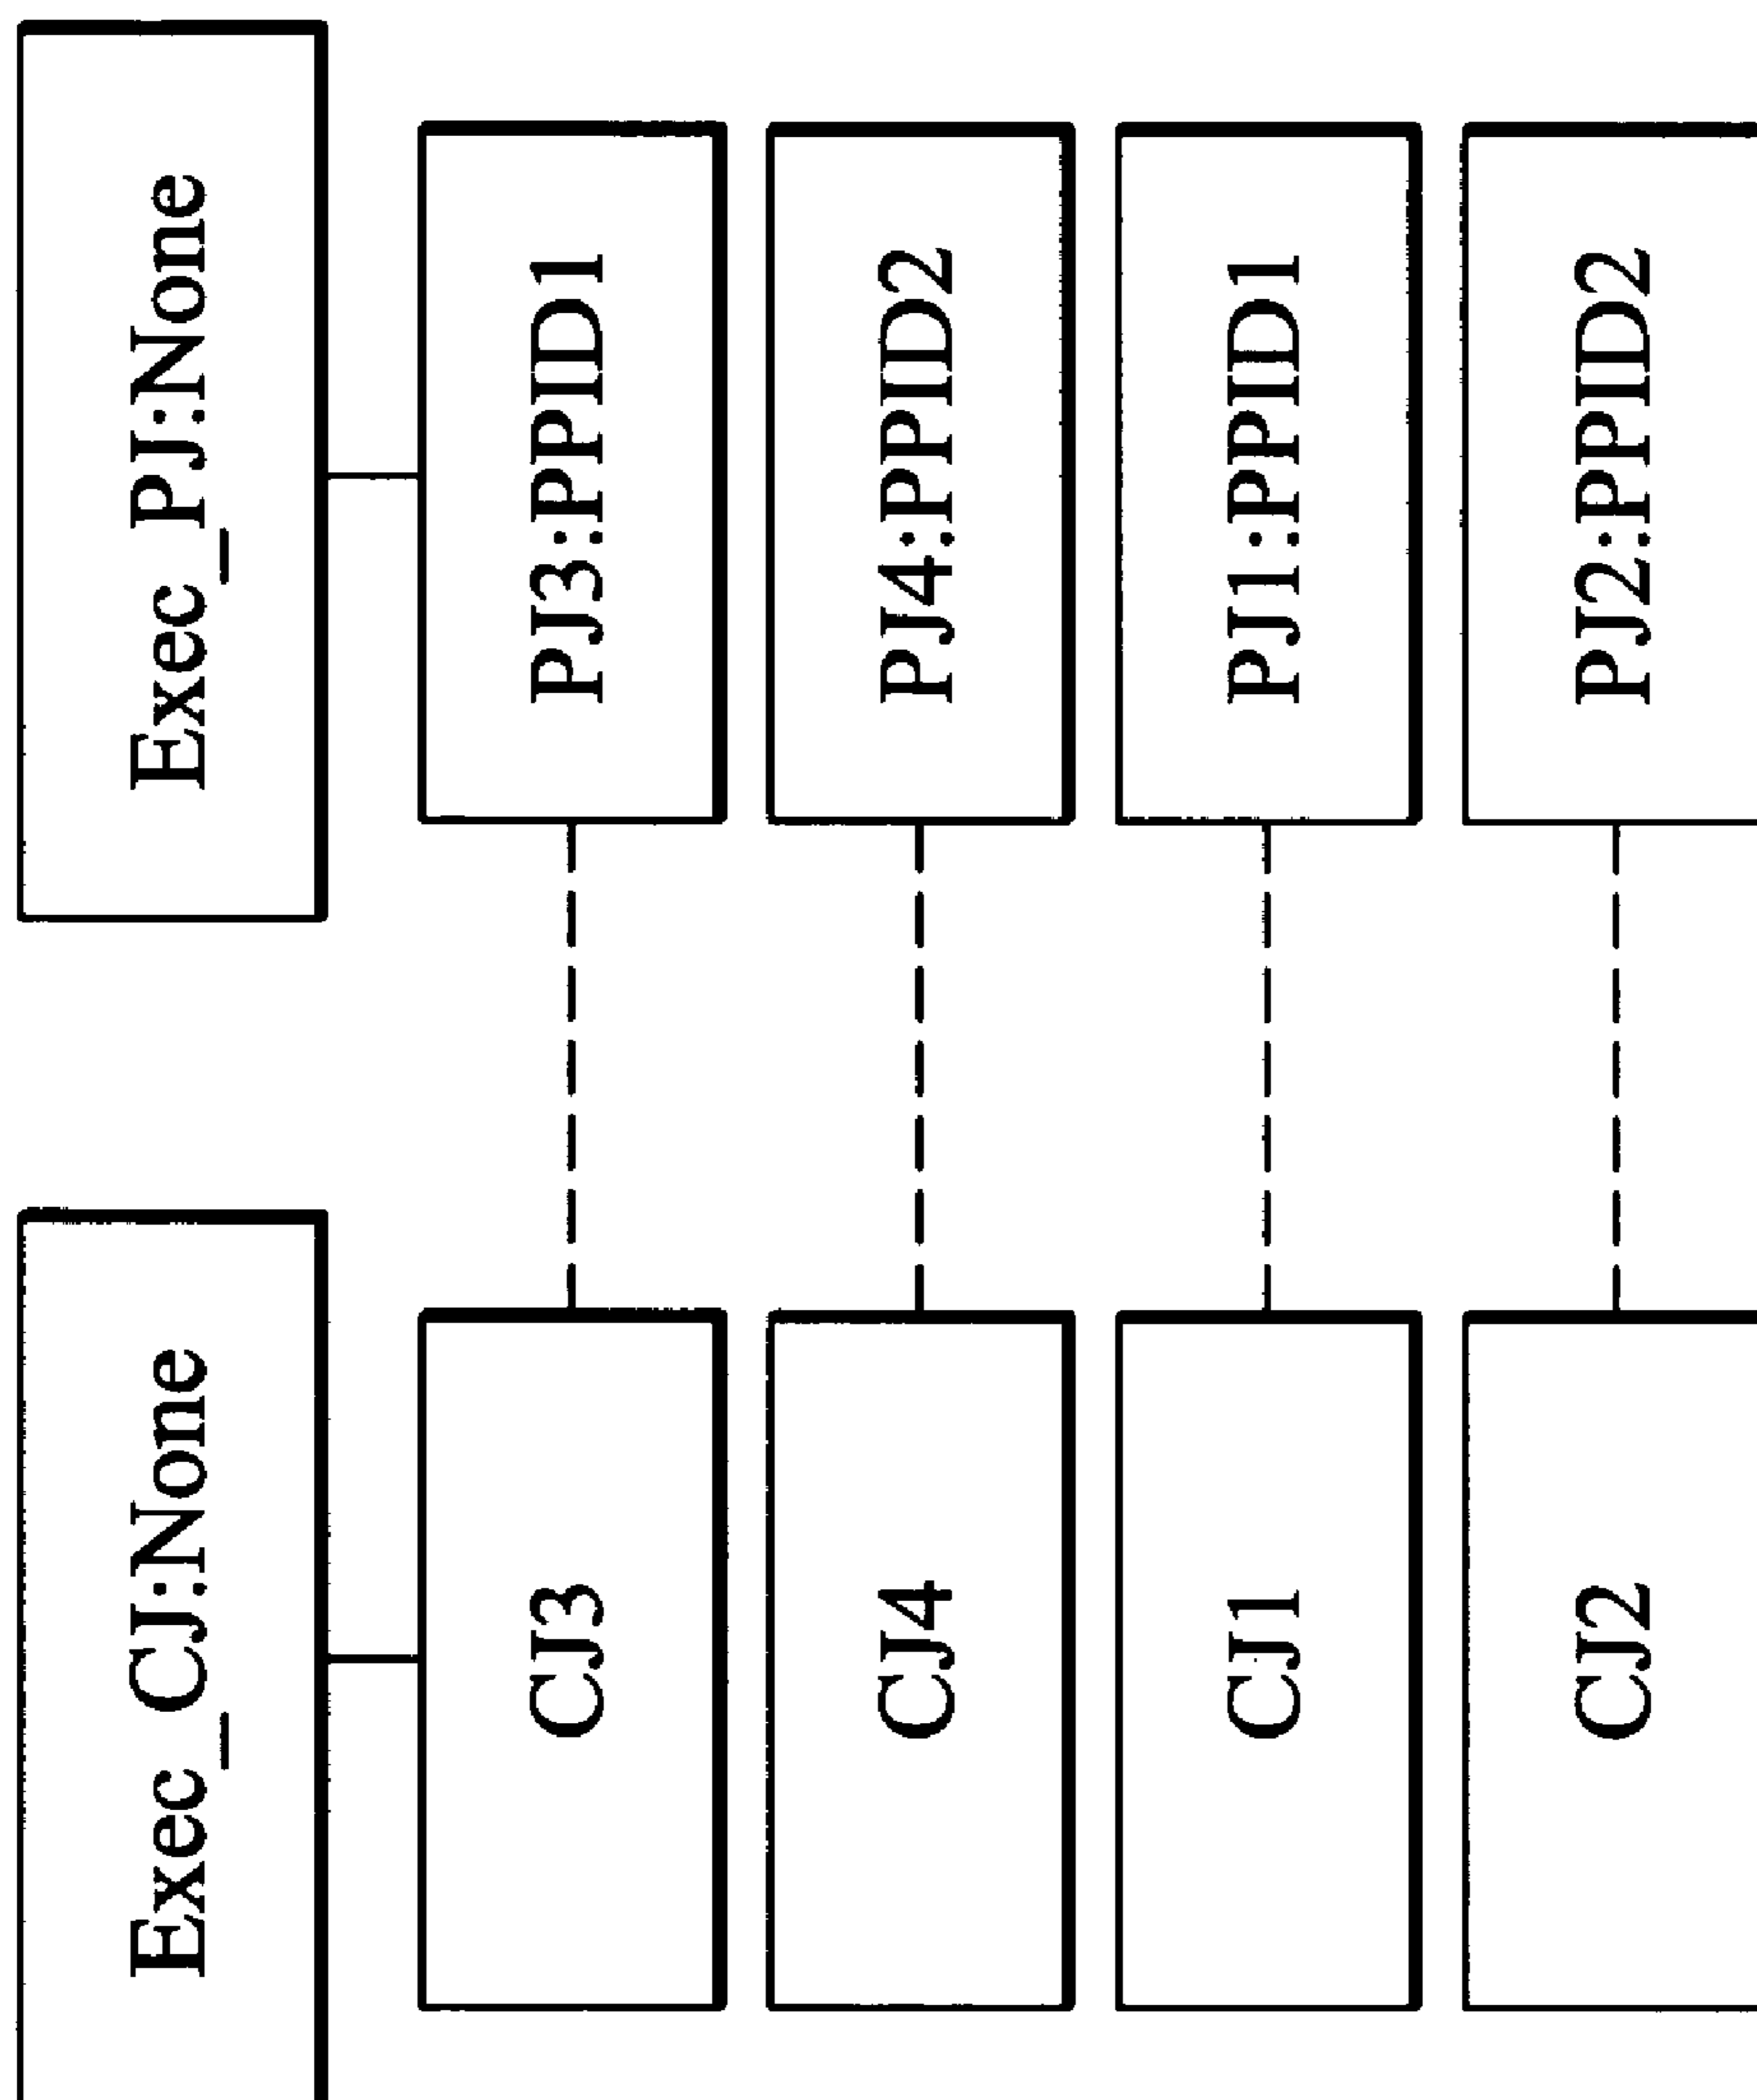 Exec_CJ:None
Exec_PJ:None
CJ3
PJ3:PPID1
CJ4
PJ4:PPID2
CJ1
PJ1:PPID1
CJ2
PJ2:PPID2